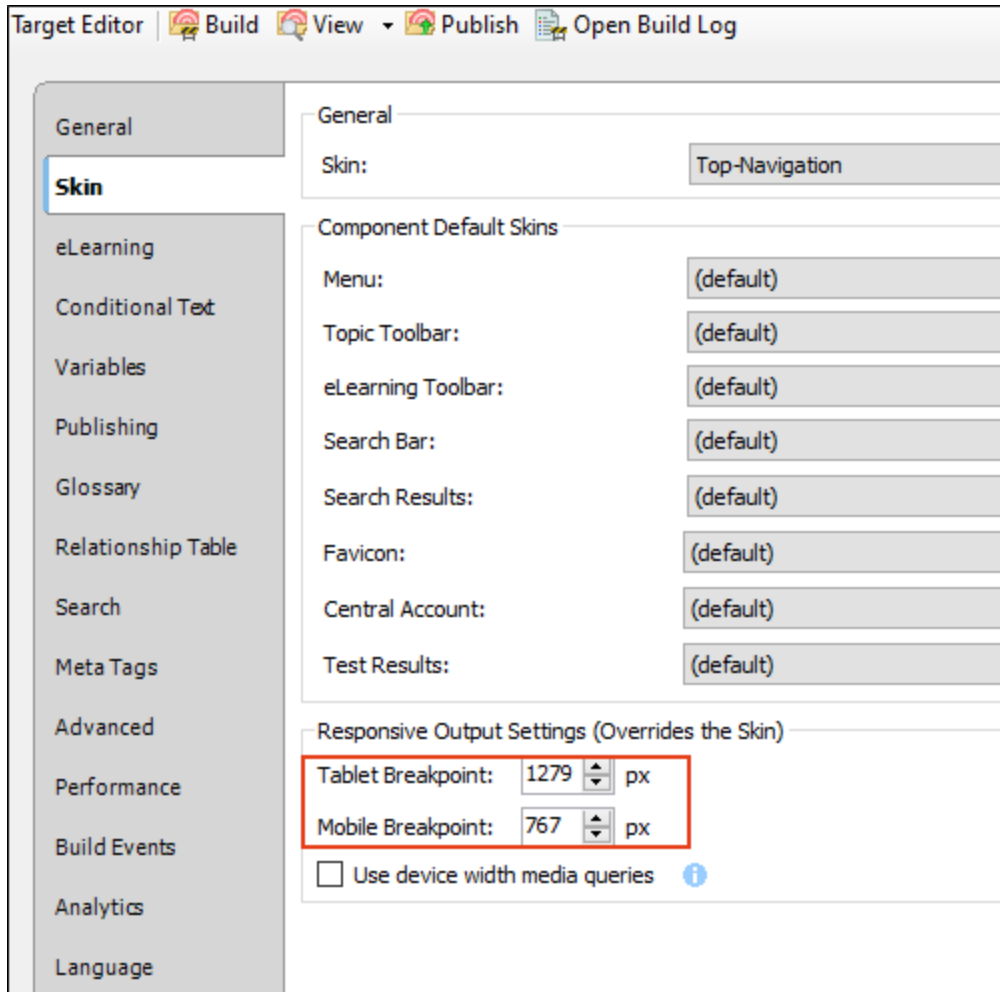 Target Editor Build View Publish Open Build Log
General
Skin
eLearning
Conditional Text
Variables
Publishing
Glossary
Relationship Table
Search
Meta Tags
Advanced
Performance
Build Events
Analytics
Language
General
Skin: Top-Navigation
Component Default Skins
Menu: (default)
Topic Toolbar: (default)
eLearning Toolbar: (default)
Search Bar: (default)
Search Results: (default)
Favicon: (default)
Central Account: (default)
Test Results: (default)
Responsive Output Settings (Overrides the Skin)
Tablet Breakpoint: 1279 px
Mobile Breakpoint: 767 px
Use device width media queries